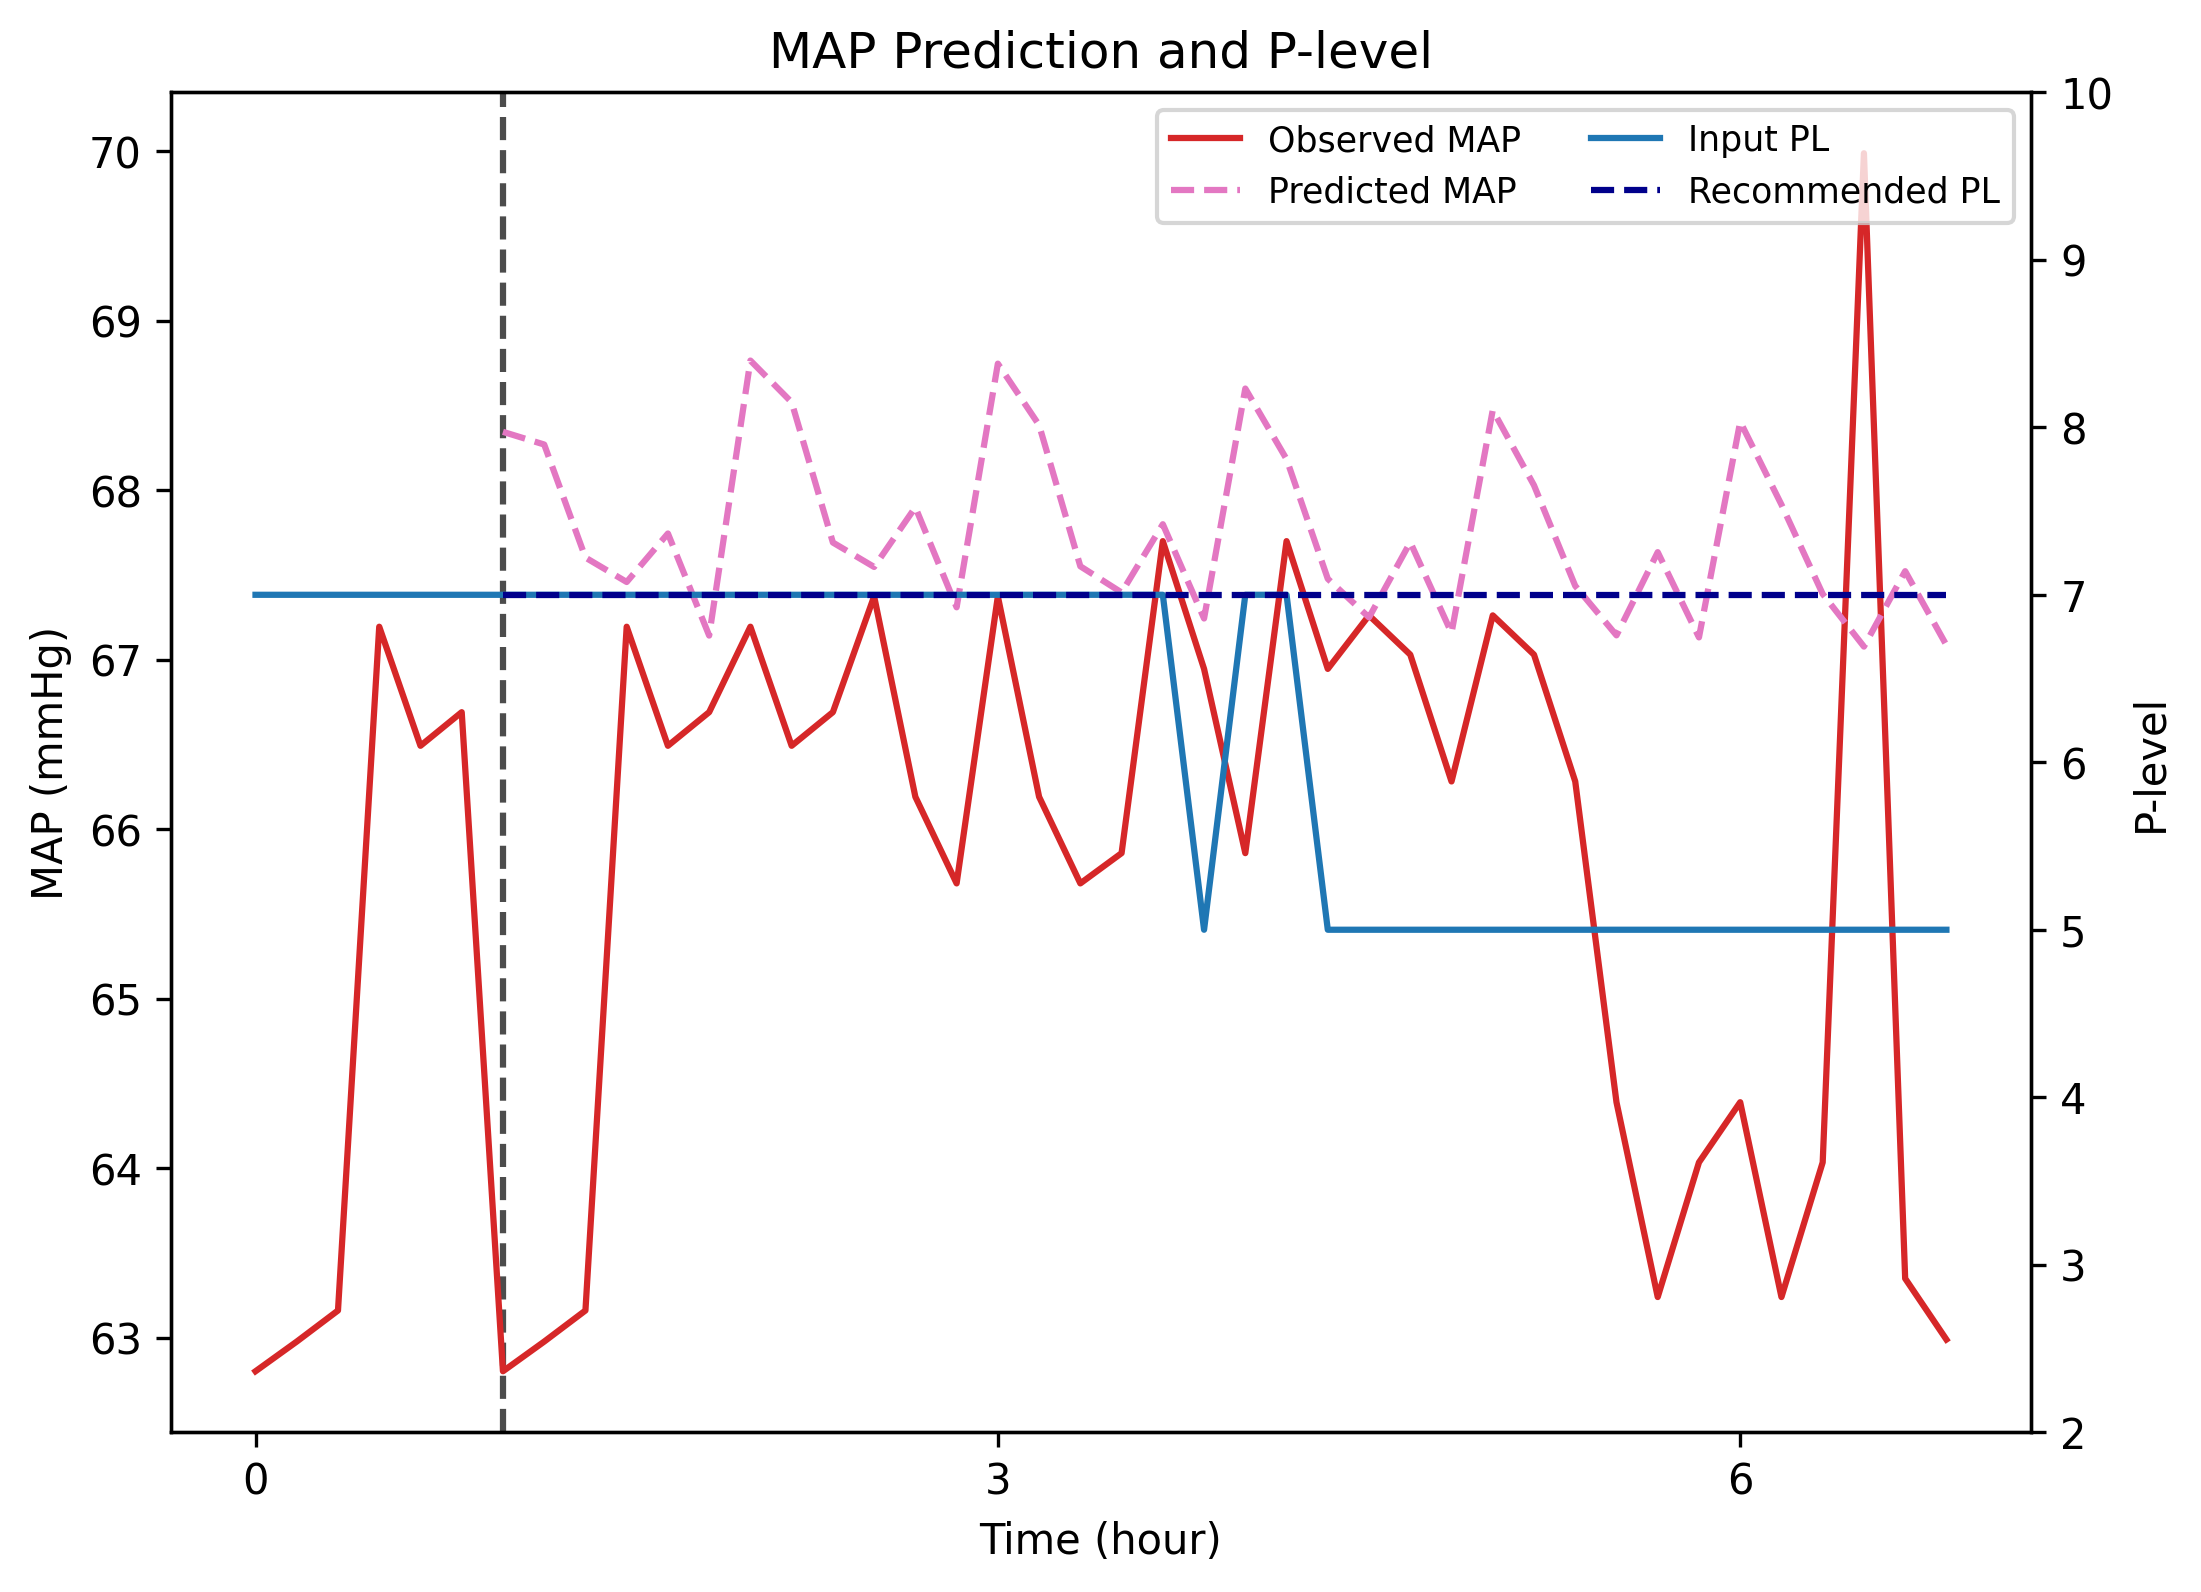 MAP Prediction and P-level
Observed MAP
Predicted MAP
Input PL
Recommended PL
MAP (mmHg)
70
69
68
67
66
65
64
63
10
9
8
7
6
5
4
3
2
P-level
0
3
6
Time (hour)